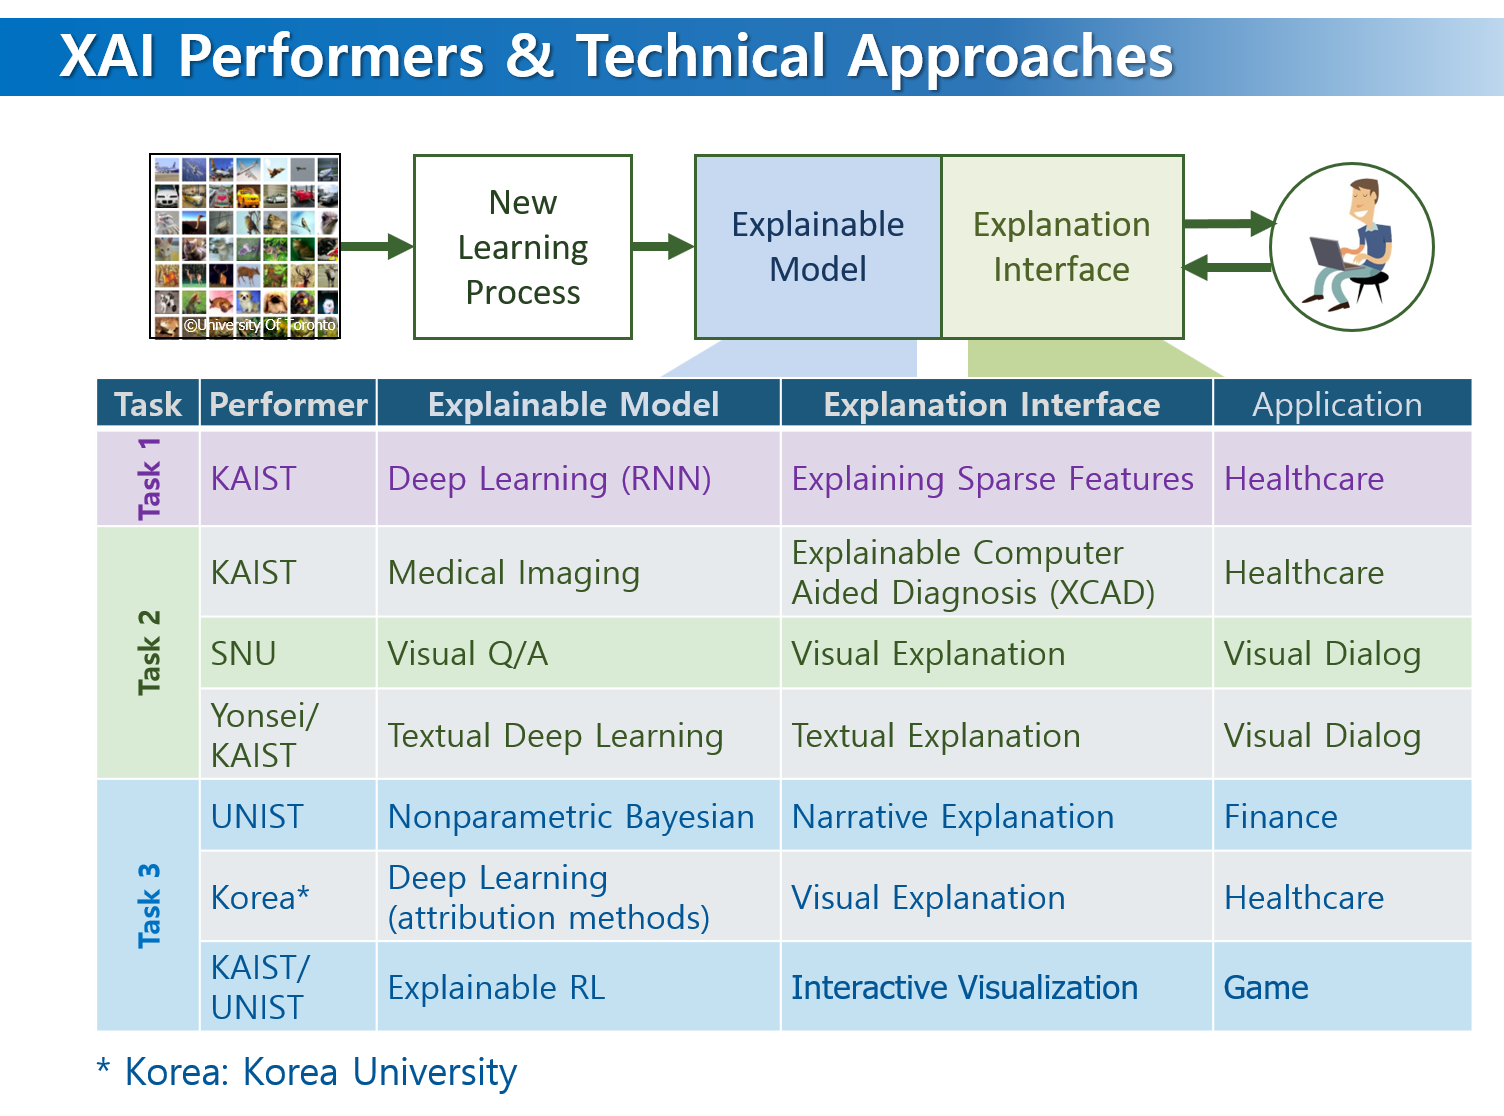 XAI Performers & Technical Approaches
©University Of Toronto
New
Learning
Process
Explainable
Model
Explanation
Interface
Task
Performer
Explainable Model
Explanation Interface
Application
Task 1
KAIST
Deep Learning (RNN)
Explaining Sparse Features
Healthcare
Task 2
KAIST
Medical Imaging
Explainable Computer
Aided Diagnosis (XCAD)
Healthcare
SNU
Visual Q/A
Visual Explanation
Visual Dialog
Yonsei/
KAIST
Textual Deep Learning
Textual Explanation
Visual Dialog
Task 3
UNIST
Nonparametric Bayesian
Narrative Explanation
Finance
Korea*
Deep Learning
(attribution methods)
Visual Explanation
Healthcare
KAIST/
UNIST
Explainable RL
Interactive Visualization
Game
* Korea: Korea University